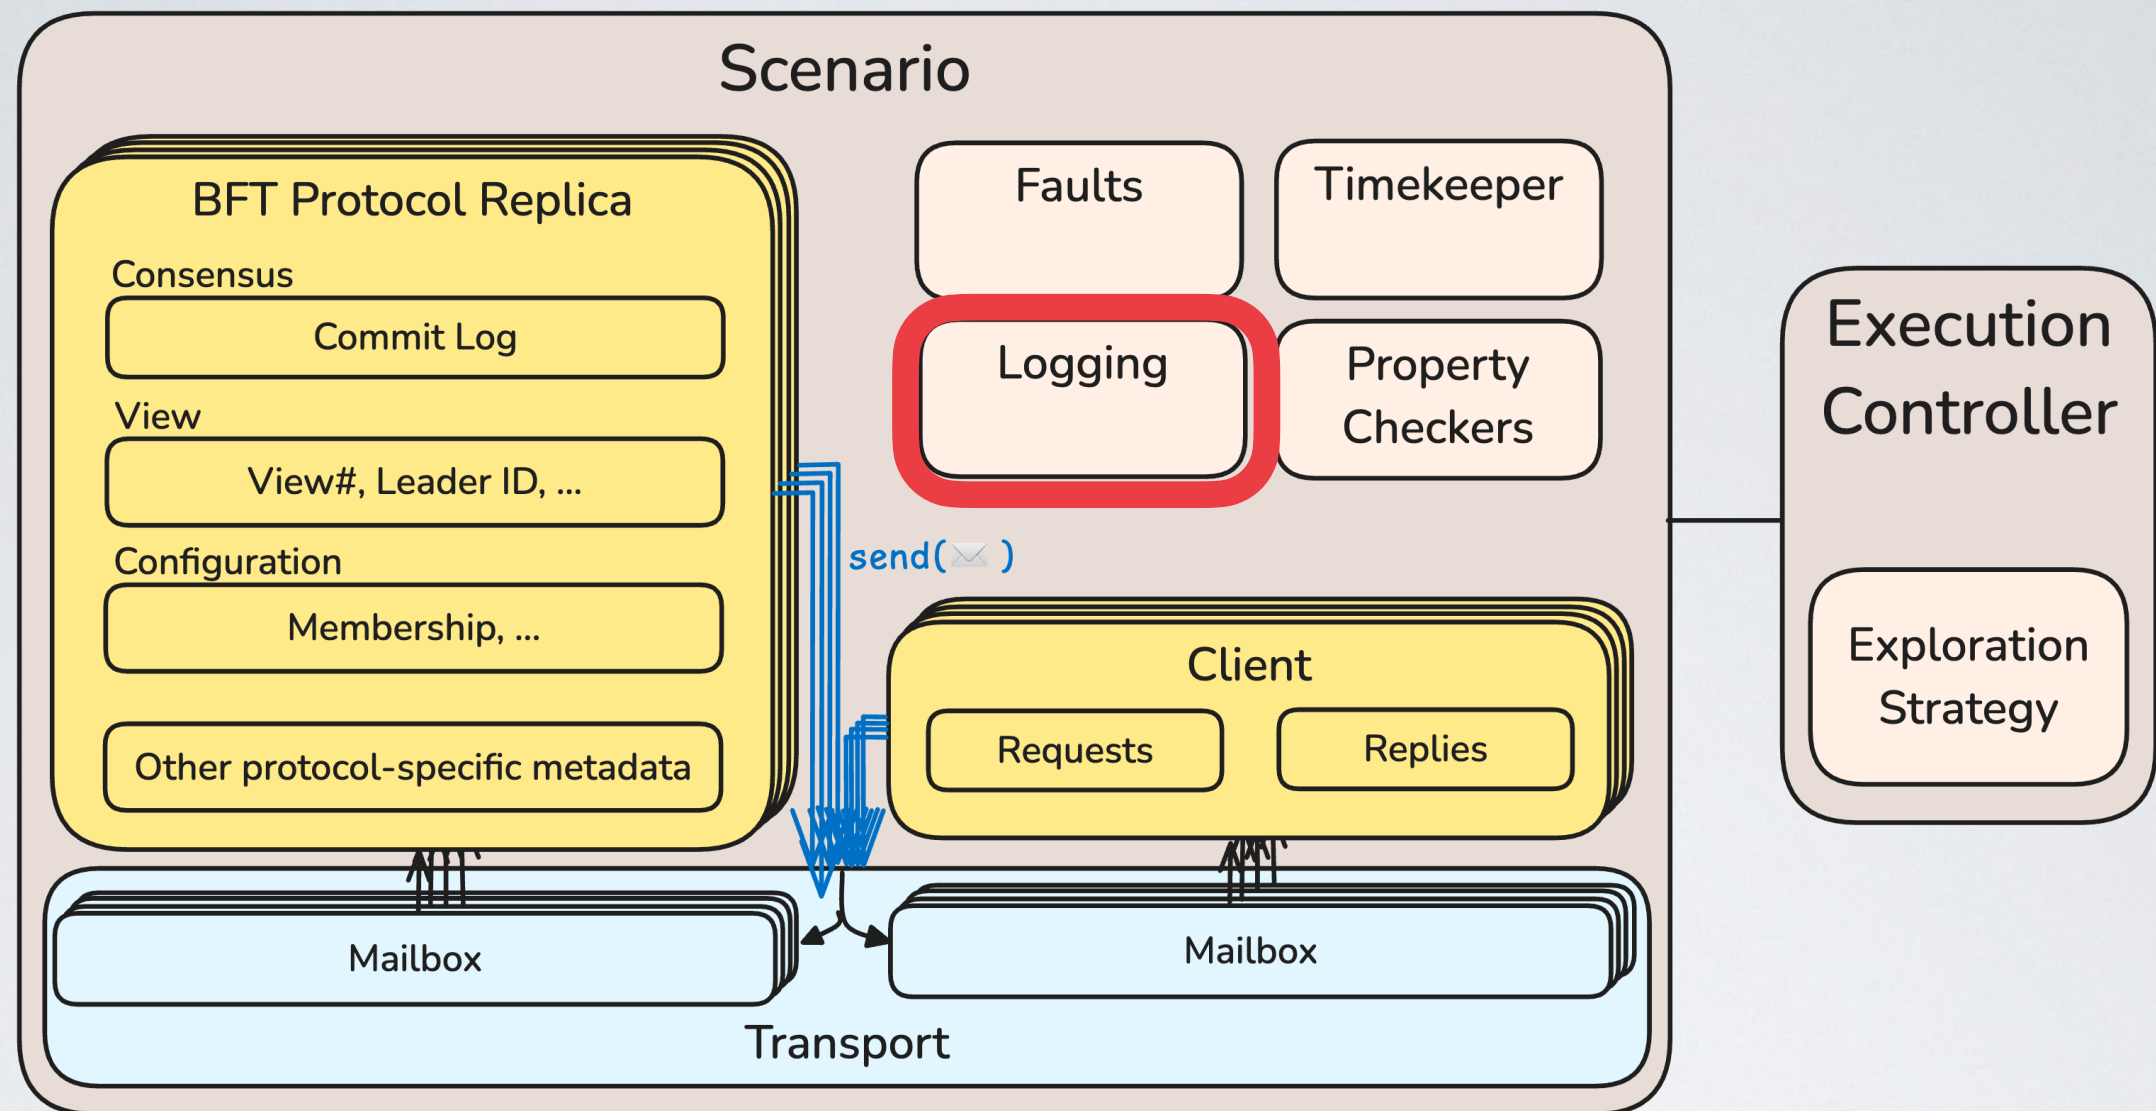 Scenario
BFT Protocol Replica
Consensus
Commit Log
View
View#, Leader ID, ...
Configuration
Membership, ...
Other protocol-specific metadata
Faults
Timekeeper
Logging
Property
Checkers
send(✉️ )
Client
Requests
Replies
Mailbox
Mailbox
Transport
Execution
Controller
Exploration
Strategy